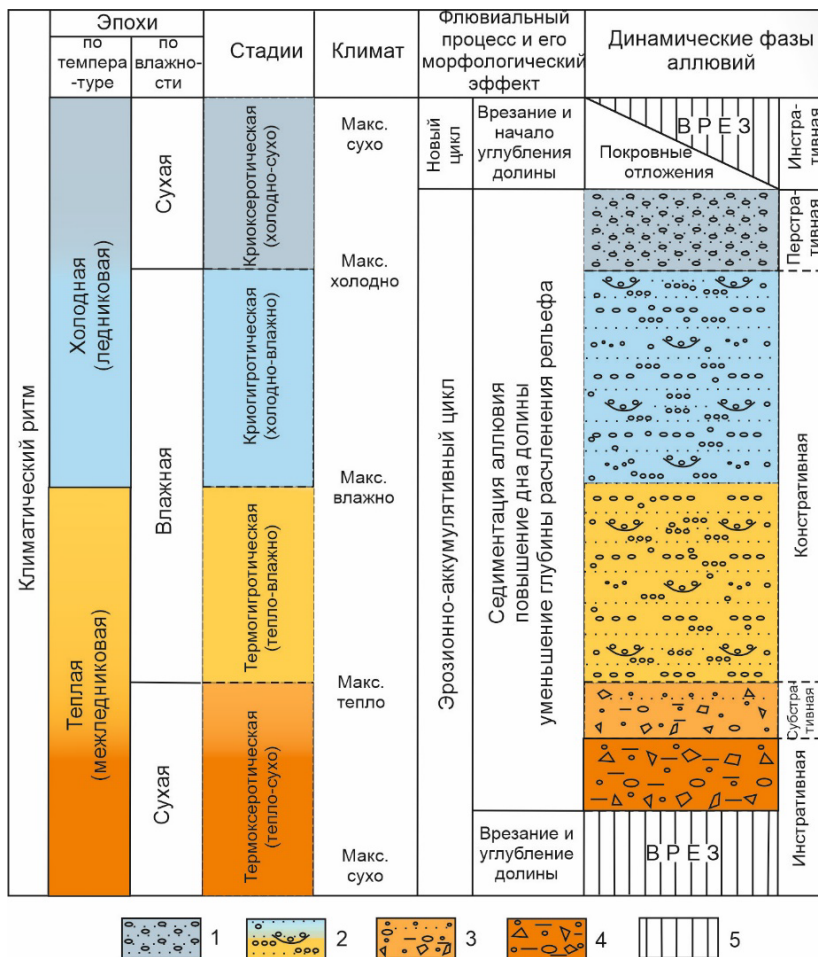 Эпохи
по
темпера
-туре
по
влажно-
сти
Стадии
Климат
Флювиальный
процесс и его
морфологический
эффект
Динамические фазы
аллювий
Климатический ритм
Холодная
(ледниковая)
Теплая
(межледниковая)
Сухая
Влажная
Сухая
Криоксеротическая
(холодно-сухо)
Криогигротическая
(холодно-влажно)
Термогигротическая
(тепло-влажно)
Термоксеротическая
(тепло-сухо)
Макс.
сухо
Макс.
холодно
Макс.
влажно
Макс.
тепло
Макс.
сухо
Новый
цикл
Эрозионно-аккумулятивный цикл
Врезание и
начало
углубления
долины
Седиментация аллювия
повышение дна долины
уменьшение глубины расчленения рельефа
Врезание и
углубление
долины
ВРЕЗ
Покровные
отложения
ВРЕЗ
Инстра-
тивная
Перстра-
тивная
Констративная
Субстра-
тивная
Инстративная
1
2
3
4
5